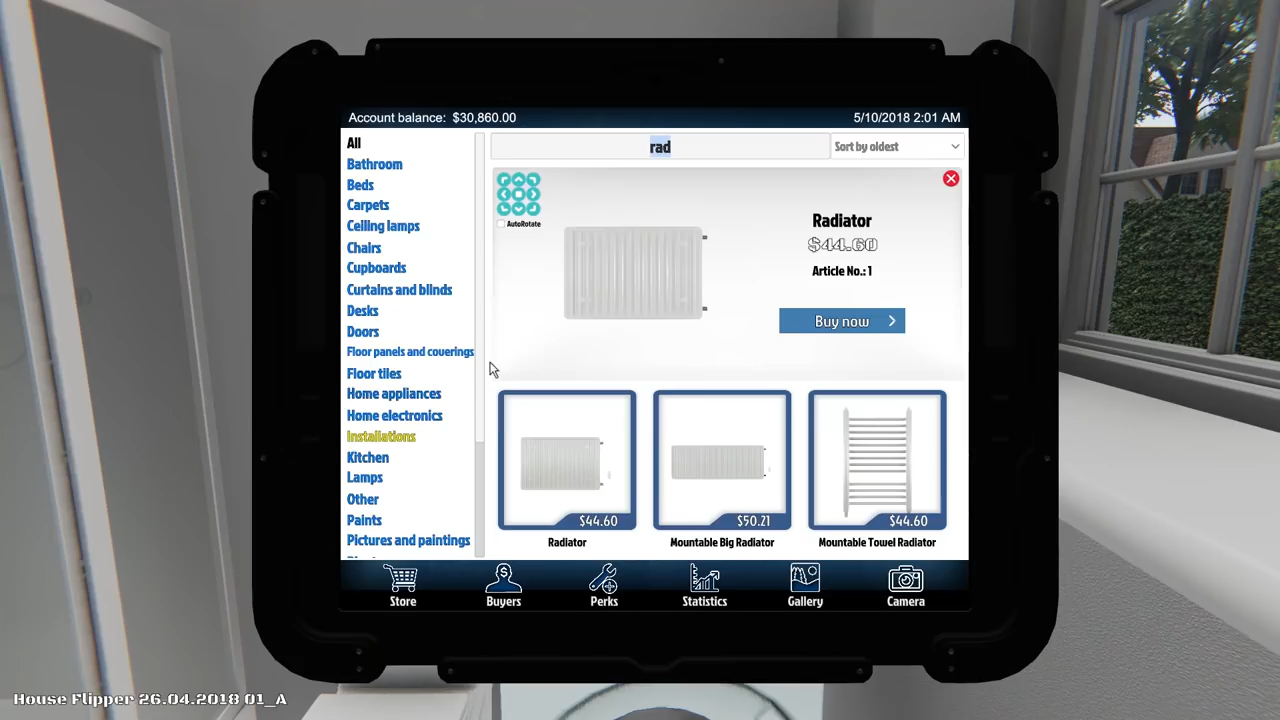 Account balance: $30,860.00
5/10/2018 2:01 AM
All
Bathroom
Beds
Carpets
Ceiling lamps
Chairs
Cupboards
Curtains and blinds
Desks
Doors
Floor panels and coverings
Floor tiles
Home appliances
Home electronics
Installations
Kitchen
Lamps
Other
Paints
Pictures and paintings
rad
Sort by oldest
AutoRotate
Radiator
$44.60
Article No.: 1
Buy now
$44.60
$50.21
$44.60
Radiator
Mountable Big Radiator
Mountable Towel Radiator
Store
Buyers
Perks
Statistics
Gallery
Camera
House Flipper 26.04.2018 01_A